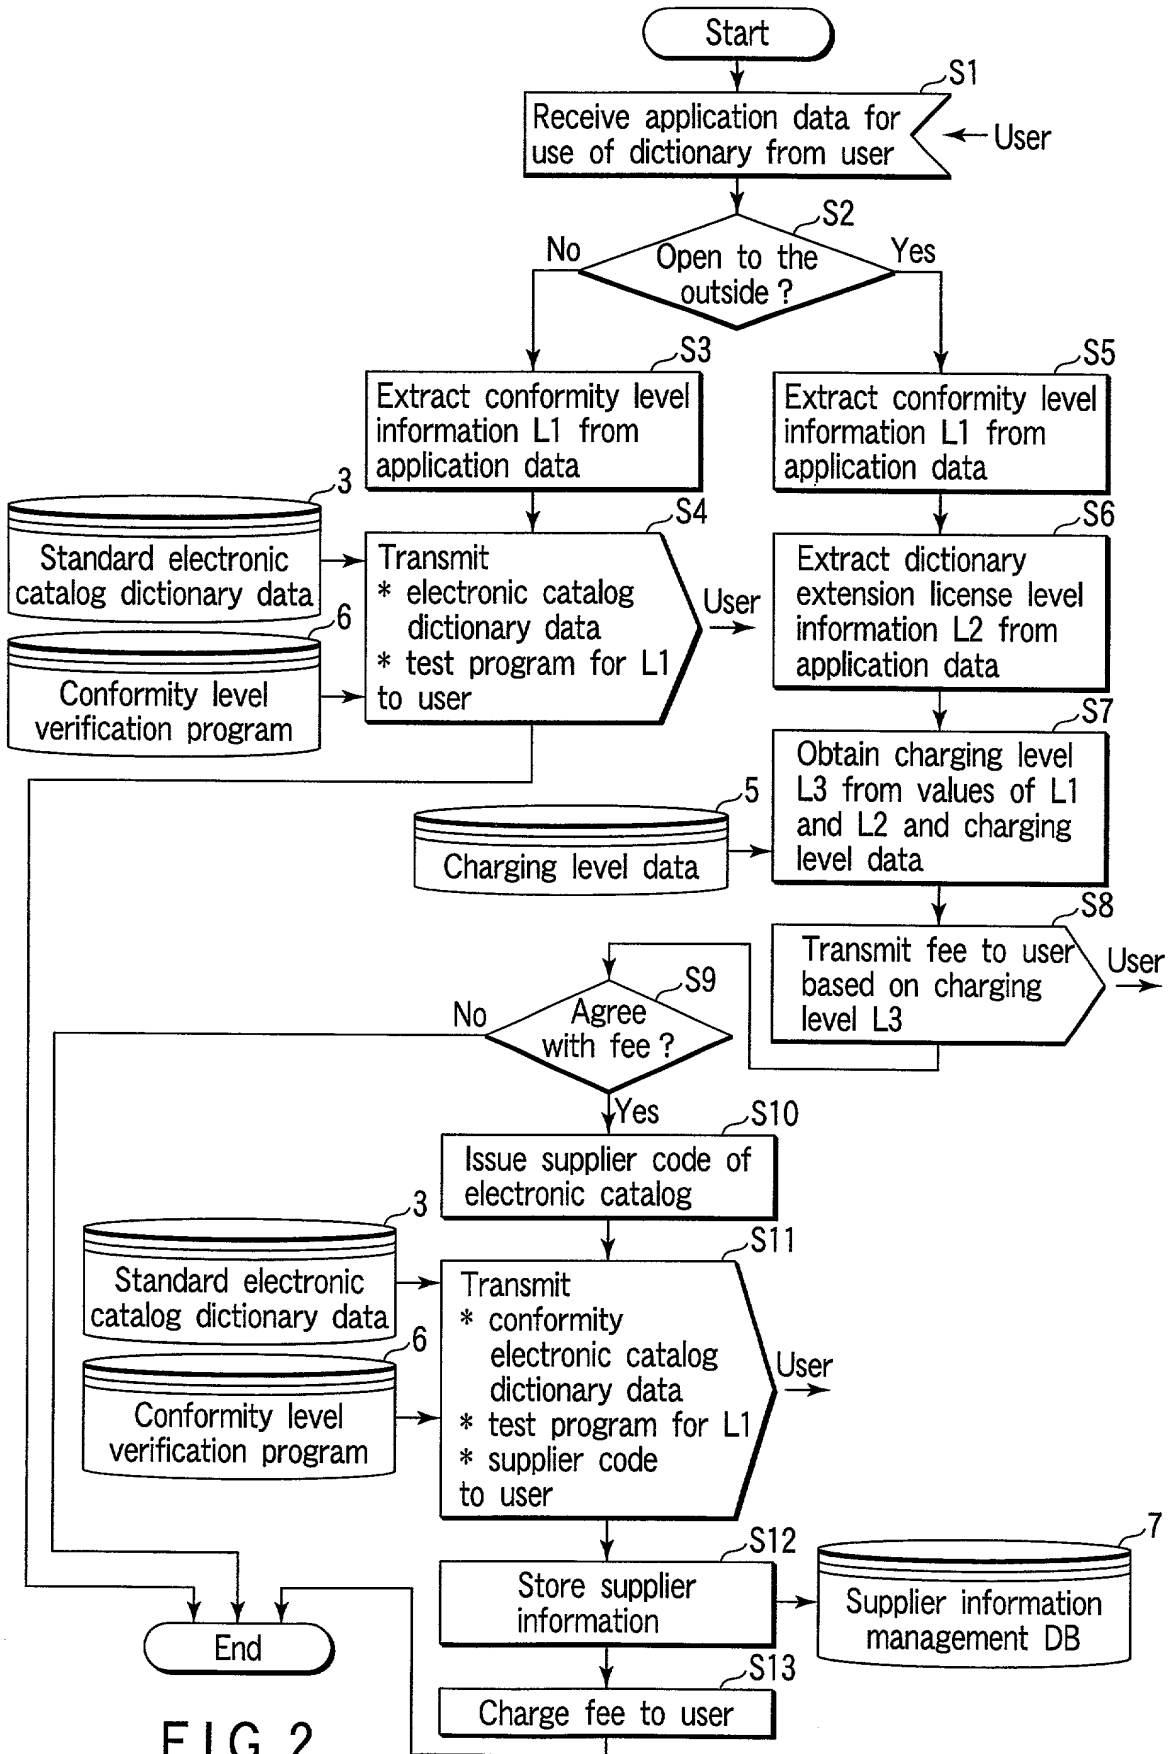 Start
S1
Receive application data for
use of dictionary from user
User
S2
No
Open to the
outside ?
Yes
S3
Extract conformity level
information L1 from
application data
S5
Extract conformity level
information L1 from
application data
3
Standard electronic
catalog dictionary data
6
Conformity level
verification program
S4
Transmit
* electronic catalog
dictionary data
* test program for L1
to user
User
S6
Extract dictionary
extension license level
information L2 from
application data
S7
Obtain charging level
L3 from values of L1
and L2 and charging
level data
5
Charging level data
S8
Transmit fee to user
based on charging
level L3
User
S9
No
Agree
with fee ?
Yes
S10
Issue supplier code of
electronic catalog
3
Standard electronic
catalog dictionary data
6
Conformity level
verification program
S11
Transmit
* conformity
electronic catalog
dictionary data
* test program for L1
* supplier code
to user
User
S12
Store supplier
information
7
Supplier information
management DB
End
S13
Charge fee to user
FIG. 2